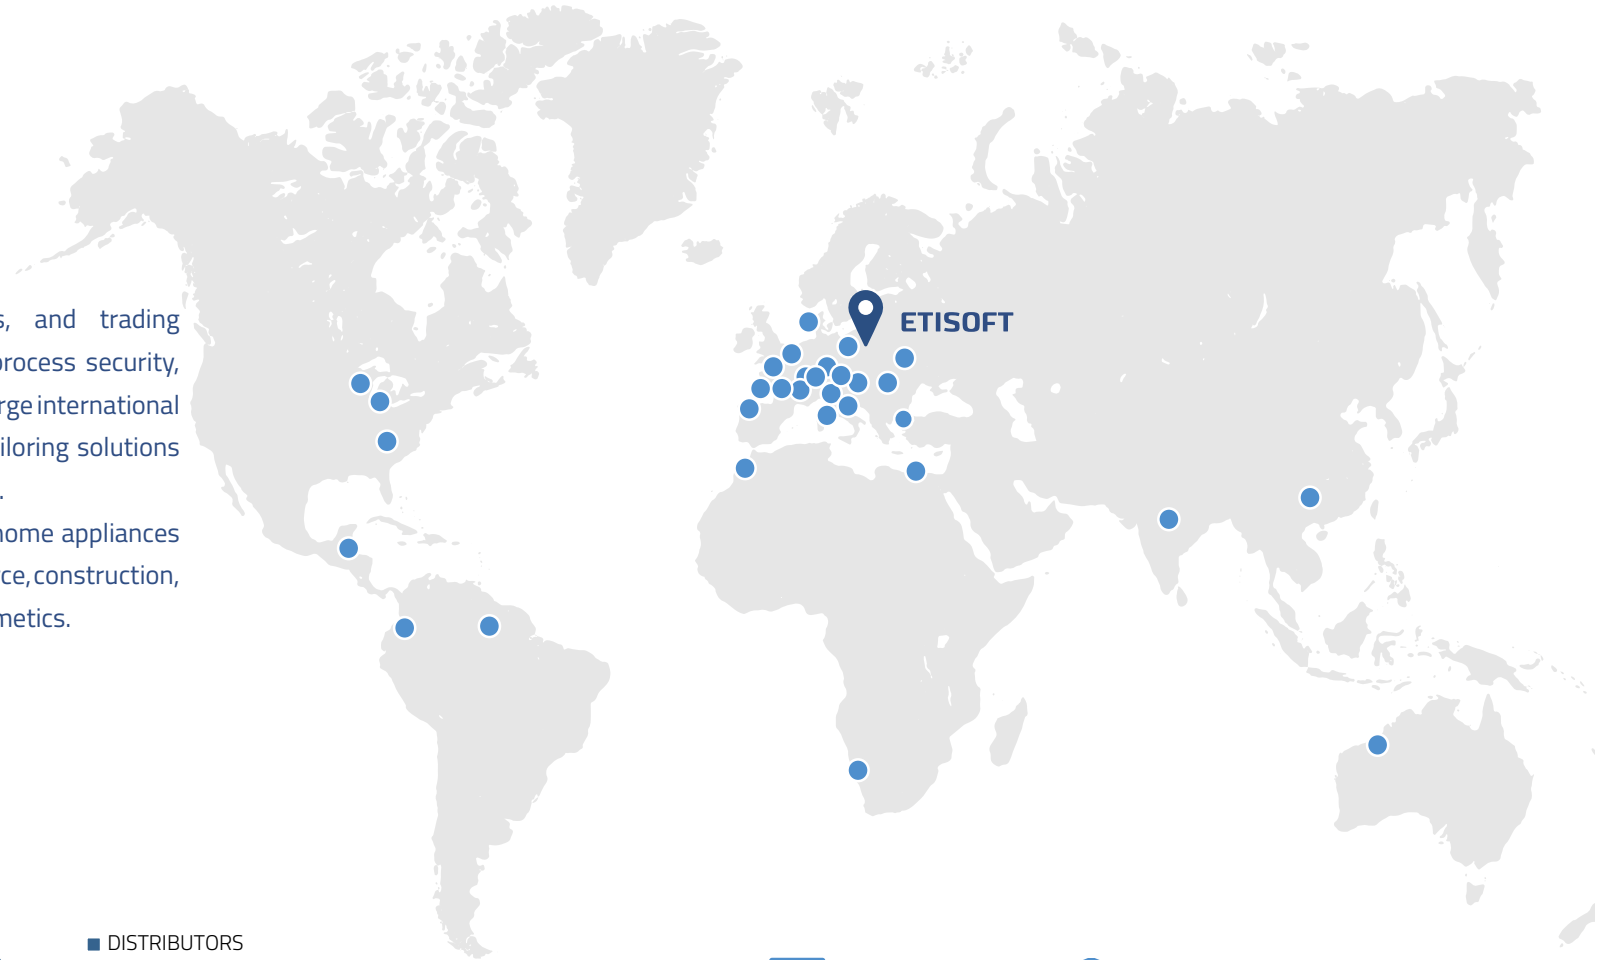 s, and trading
process security,
rge international
iloring solutions
.
home appliances
ce, construction,
metics.
ETISOFT
DISTRIBUTORS